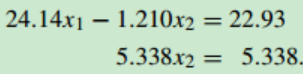 24.14x₁ − 1.210x₂ = 22.93
5.338x₂ = 5.338.